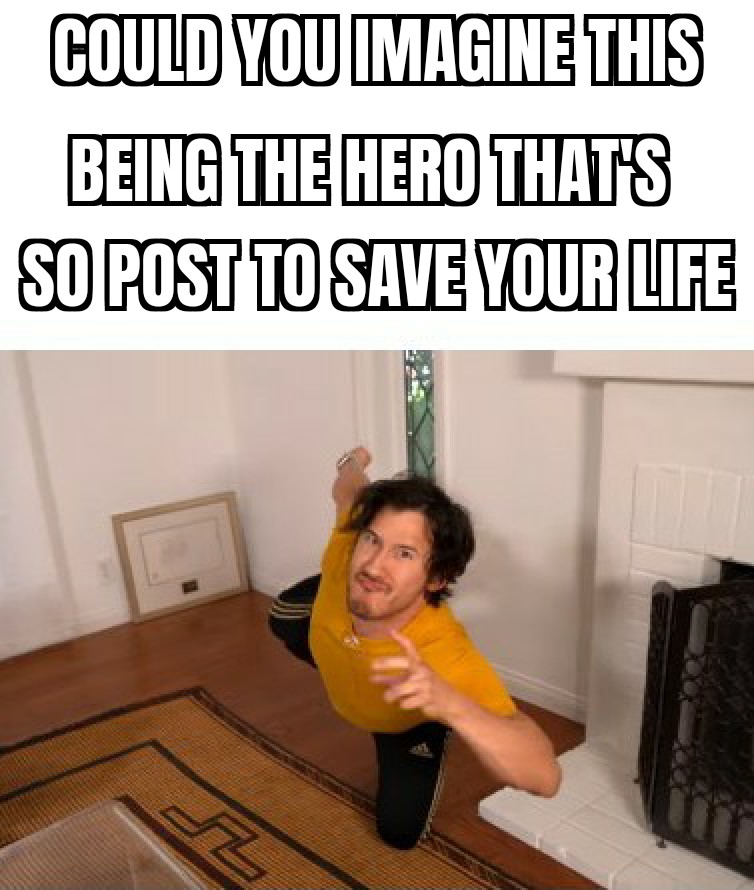 COULD YOU IMAGINE THIS
BEING THE HERO THAT'S
SO POST TO SAVE YOUR LIFE